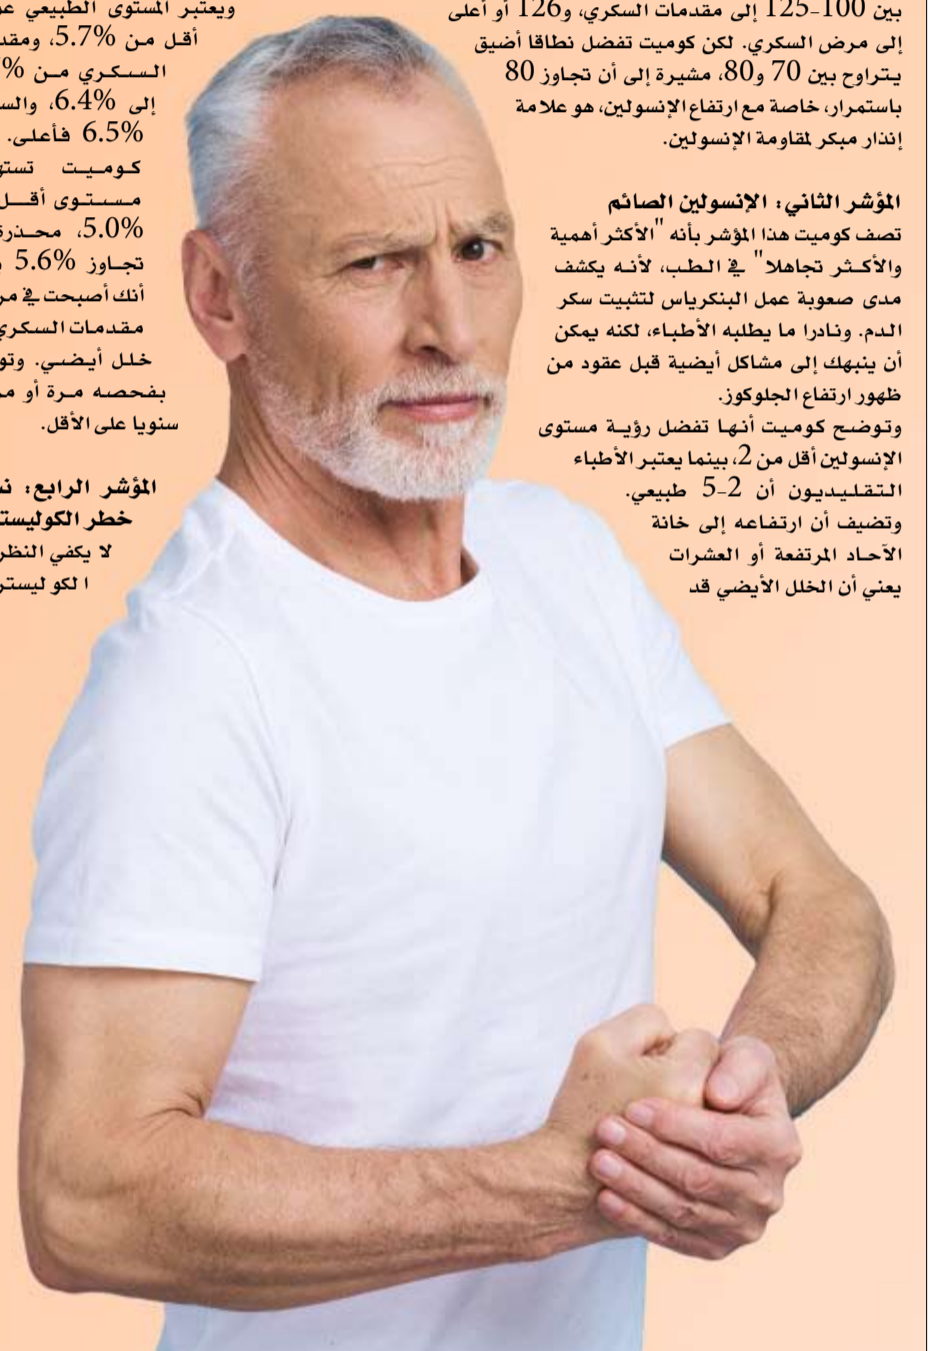 بين 100-125 إلى مقدمات السكري، و126 أو أعلى
إلى مرض السكري. لكن كوميت تفضل نطاقا أضيق
يتراوح بين 70 و80، مشيرة إلى أن تجاوز 80
باستمرار، خاصة مع ارتفاع الإنسولين، هو علامة
إنذار مبكر لمقاومة الإنسولين.
المؤشر الثاني: الإنسولين الصائم
تصف كوميت هذا المؤشر بأنه "الأكثر أهمية
والأكثر تجاهلا" في الطب، لأنه يكشف
مدى صعوبة عمل البنكرياس لتثبيت سكر
الدم. ونادرا ما يطلبه الأطباء، لكنه يمكن
أن ينبهك إلى مشاكل أيضية قبل عقود من
ظهور ارتفاع الجلوكوز.
وتوضح كوميت أنها تفضل رؤية مستوى
الإنسولين أقل من 2، بينما يعتبر الأطباء
التقليديون أن 2-5 طبيعي.
وتضيف أن ارتفاعه إلى خانة
الآحاد المرتفعة أو العشرات
يعني أن الخلل الأيضي قد
ويعتبر المستوى الطبيعي
أقل من 5.7%،
السكري من
إلى 6.4%،
6.5% فأعلى.
كوميت
مستوى أقل
5.0%،
تجاوز 5.6%
أنك أصبحت في
مقدمات السكري
خلل أيضي.
بفحصه مرة أو
سنويا على الأقل.
المؤشر الرابع:
خطر
لا يكفي النظر